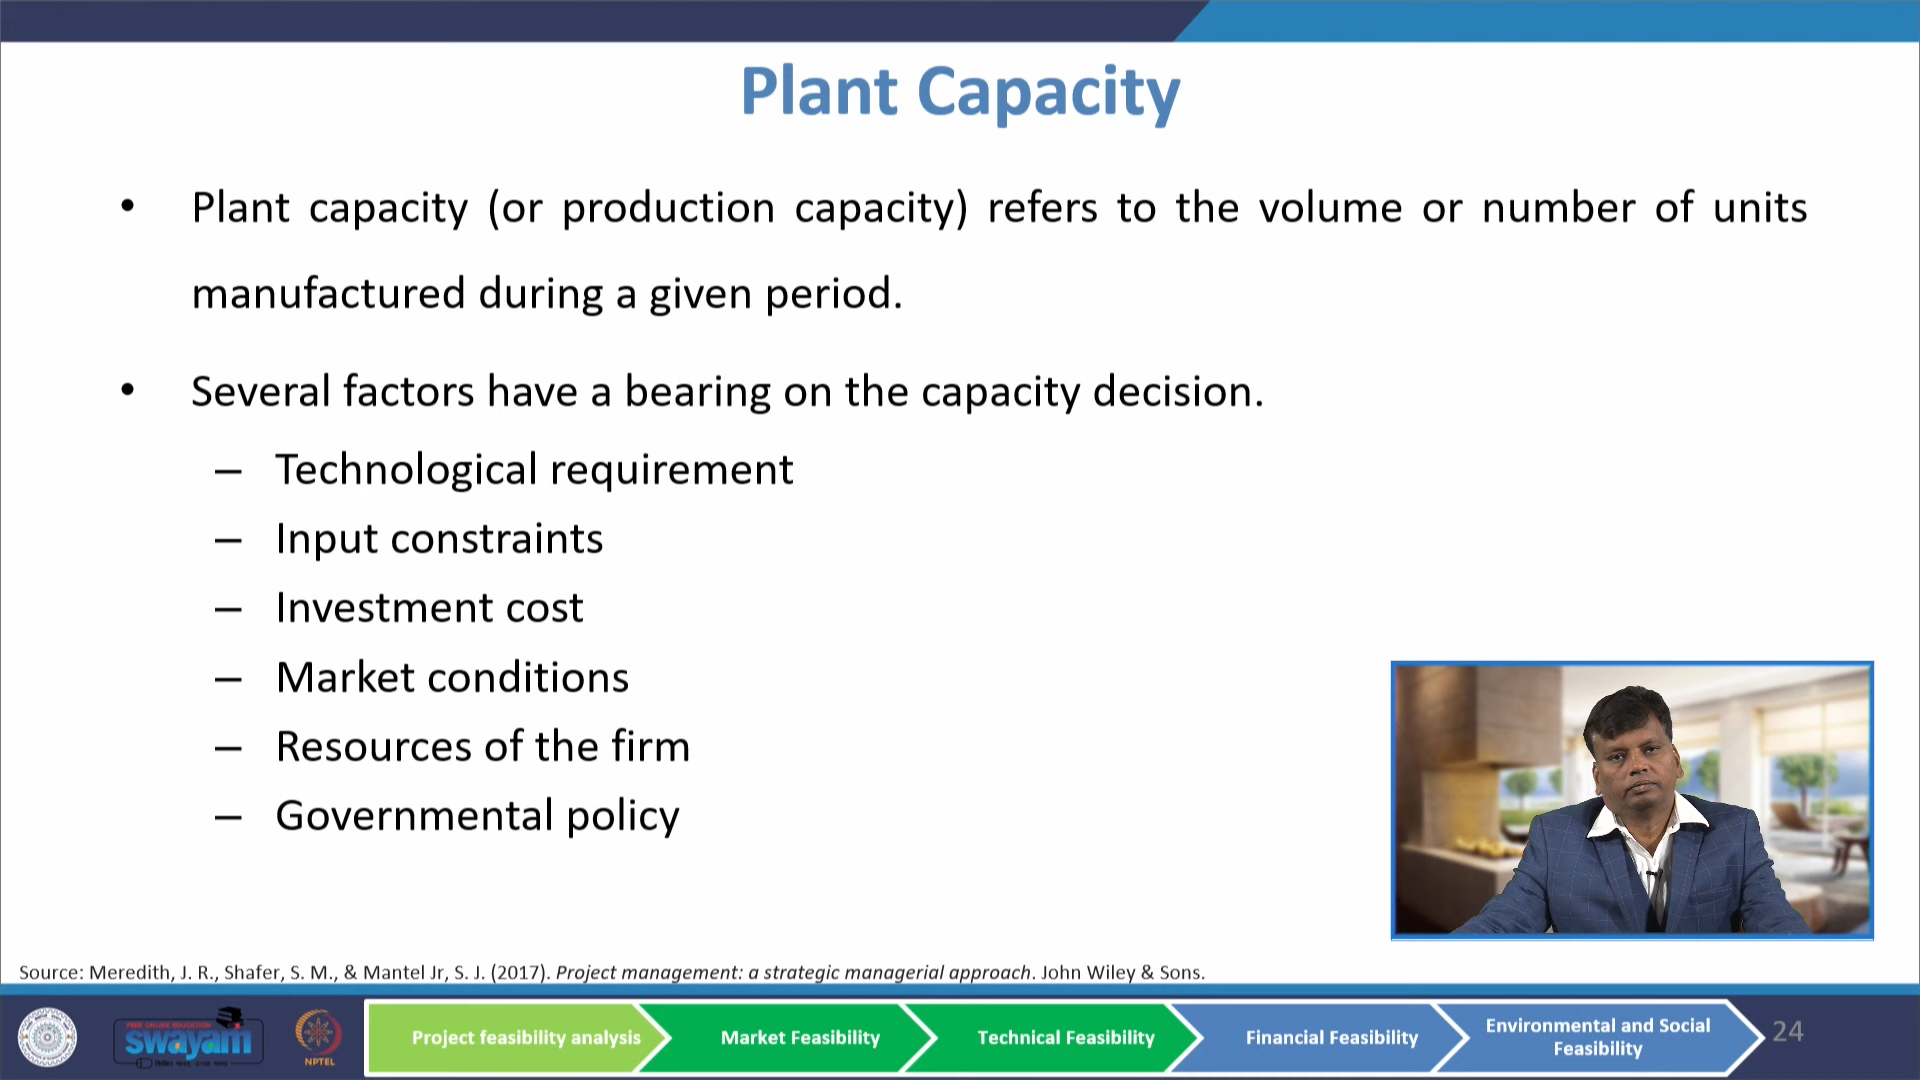 Plant Capacity
• Plant capacity (or production capacity) refers to the volume or number of units
manufactured during a given period.
• Several factors have a bearing on the capacity decision.
– Technological requirement
– Input constraints
– Investment cost
– Market conditions
– Resources of the firm
– Governmental policy
Source: Meredith, J. R., Shafer, S. M., & Mantel Jr, S. J. (2017). Project management: a strategic managerial approach. John Wiley & Sons.
FREE ONLINE EDUCATION
swayam
NPTEL
Project feasibility analysis
Market Feasibility
Technical Feasibility
Financial Feasibility
Environmental and Social
Feasibility
24